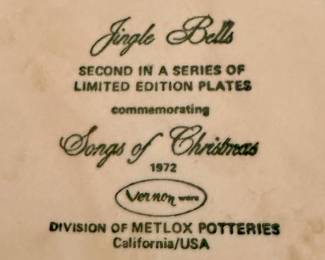 Jingle Bells
SECOND IN A SERIES OF
LIMITED EDITION PLATES
commemorating
Songs of Christmas
1972
Vernon ware
DIVISION OF METLOX POTTERIES
California/USA